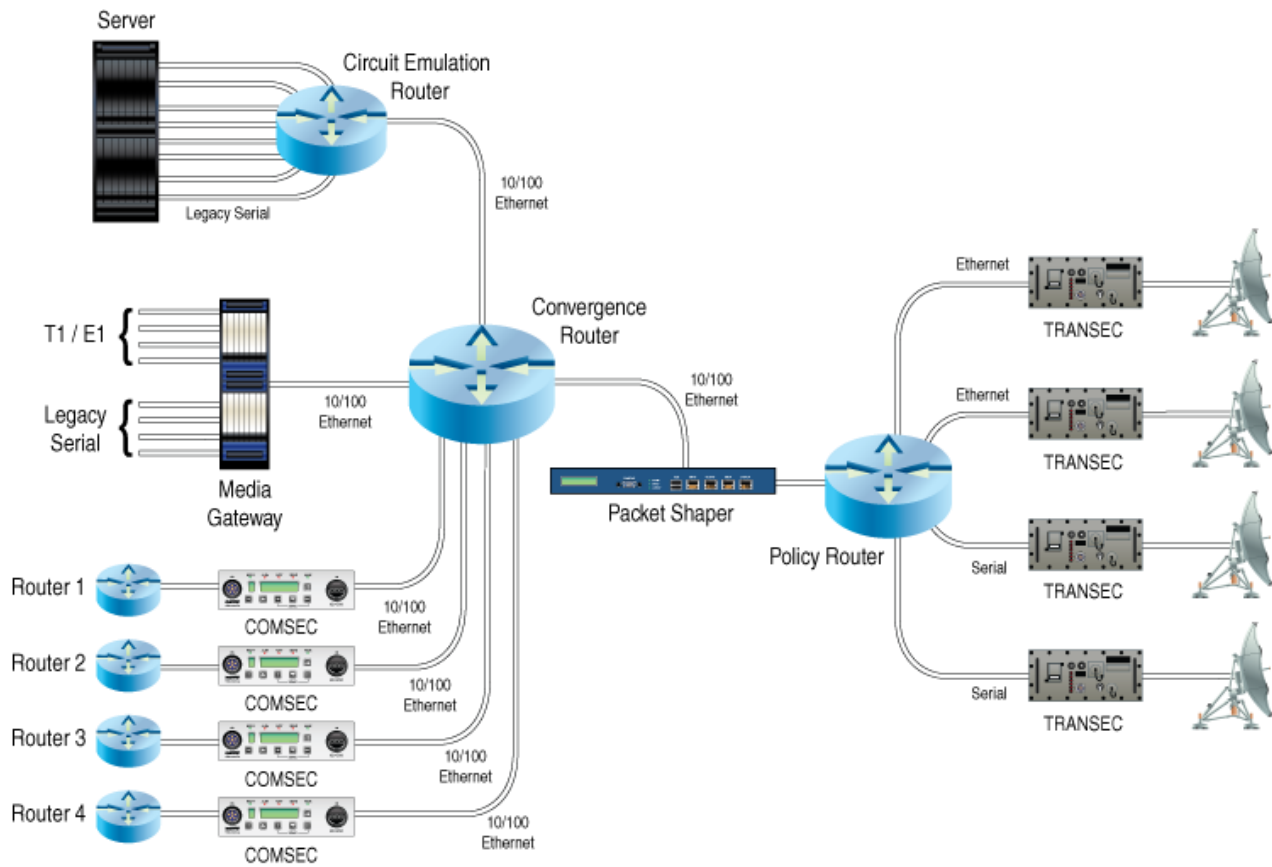 Server
Circuit Emulation
Router
10/100
Ethernet
Legacy Serial
T1 / E1
Legacy
Serial
Media
Gateway
10/100
Ethernet
Convergence
Router
10/100
Ethernet
Packet Shaper
Policy Router
Ethernet
TRANSEC
Ethernet
TRANSEC
Serial
TRANSEC
Serial
TRANSEC
Router 1
COMSEC
10/100
Ethernet
Router 2
COMSEC
10/100
Ethernet
Router 3
COMSEC
10/100
Ethernet
Router 4
COMSEC
10/100
Ethernet